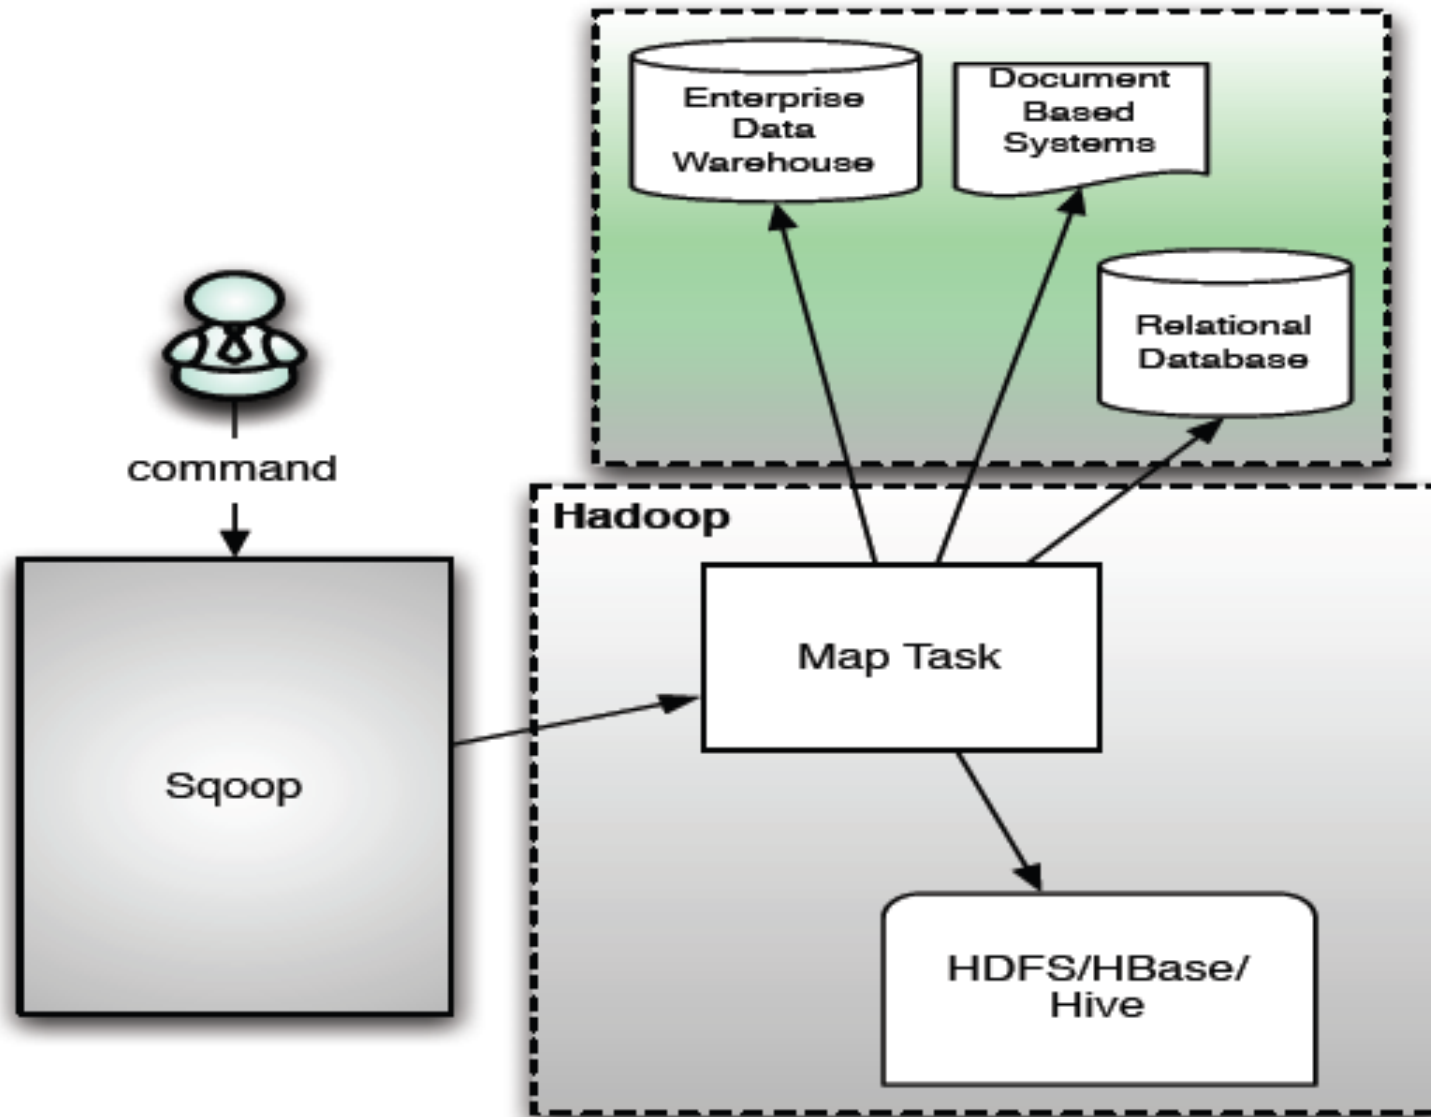 Enterprise
Data
Warehouse
Document
Based
Systems
Relational
Database
command
Hadoop
Map Task
Sqoop
HDFS/HBase/
Hive